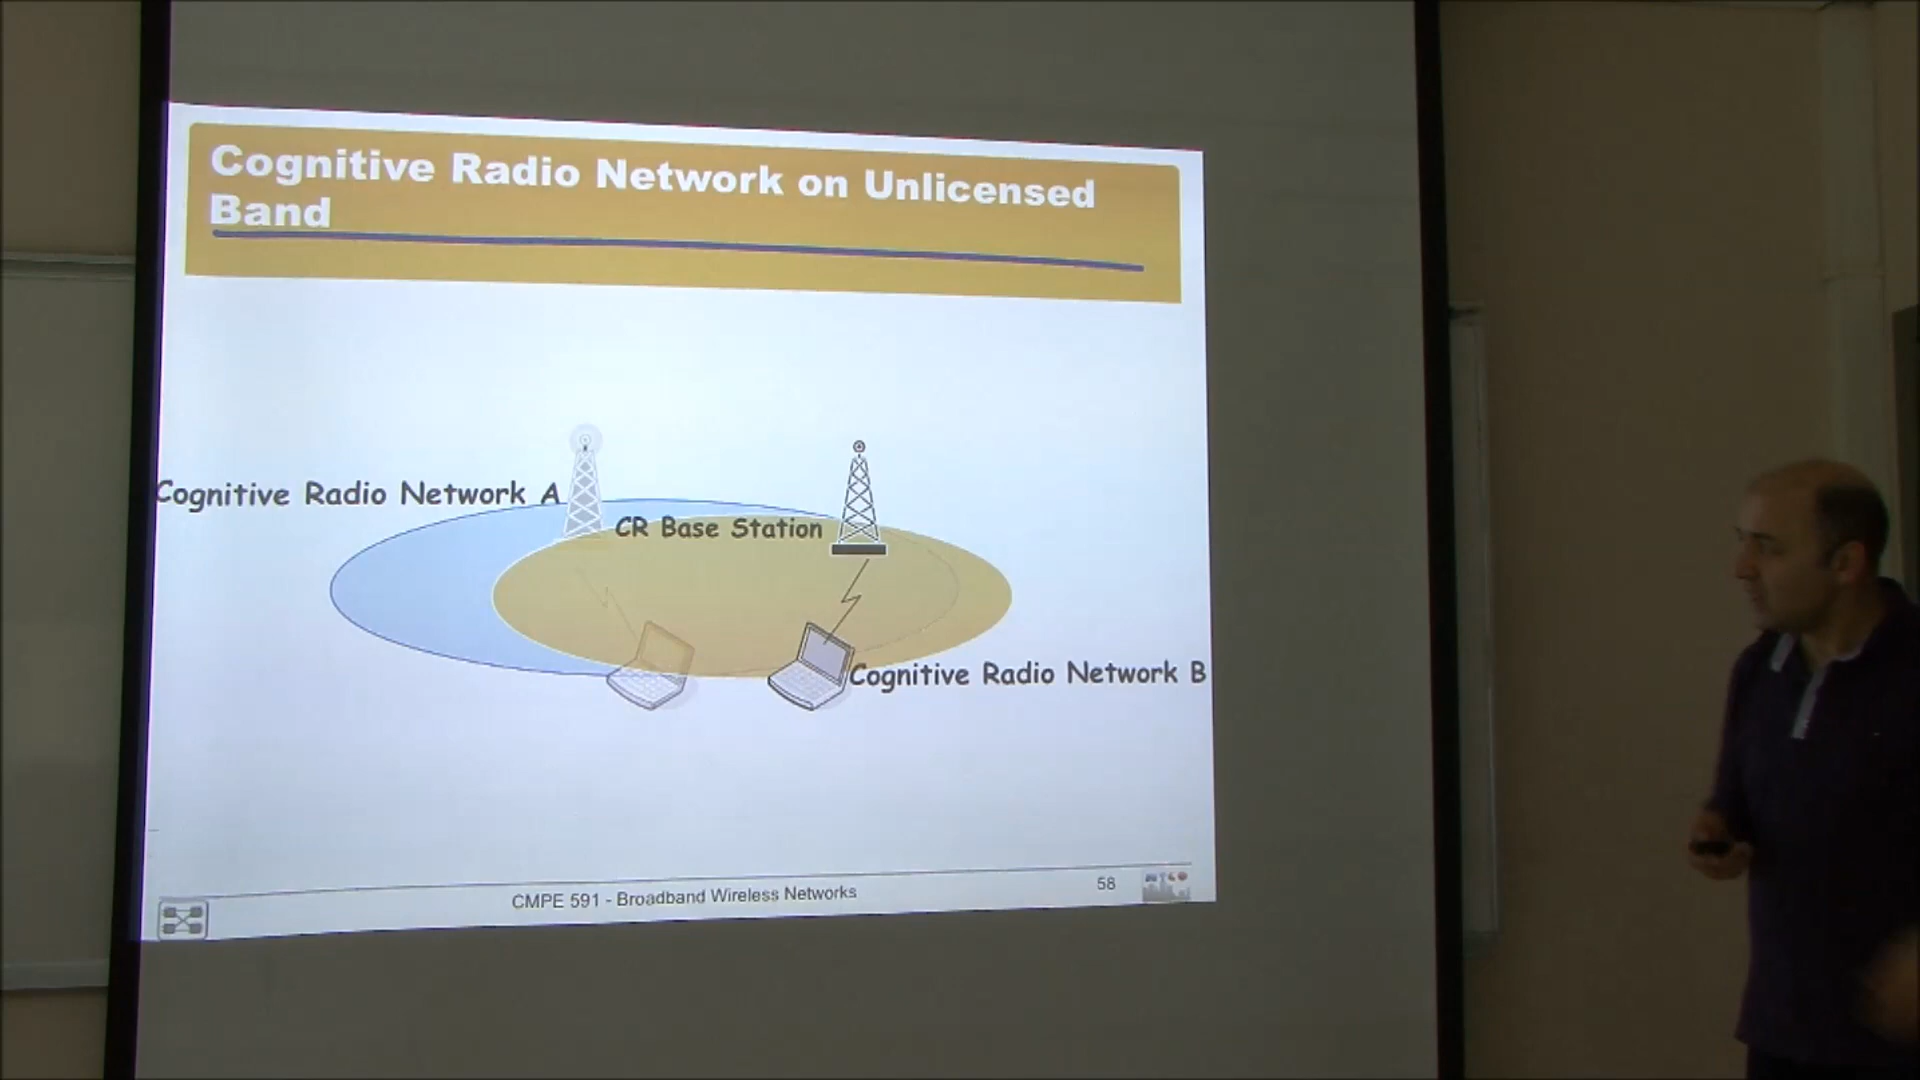 Cognitive Radio Network on Unlicensed
Band
Cognitive Radio Network A
CR Base Station
Cognitive Radio Network B
CMPE 591 - Broadband Wireless Networks
58